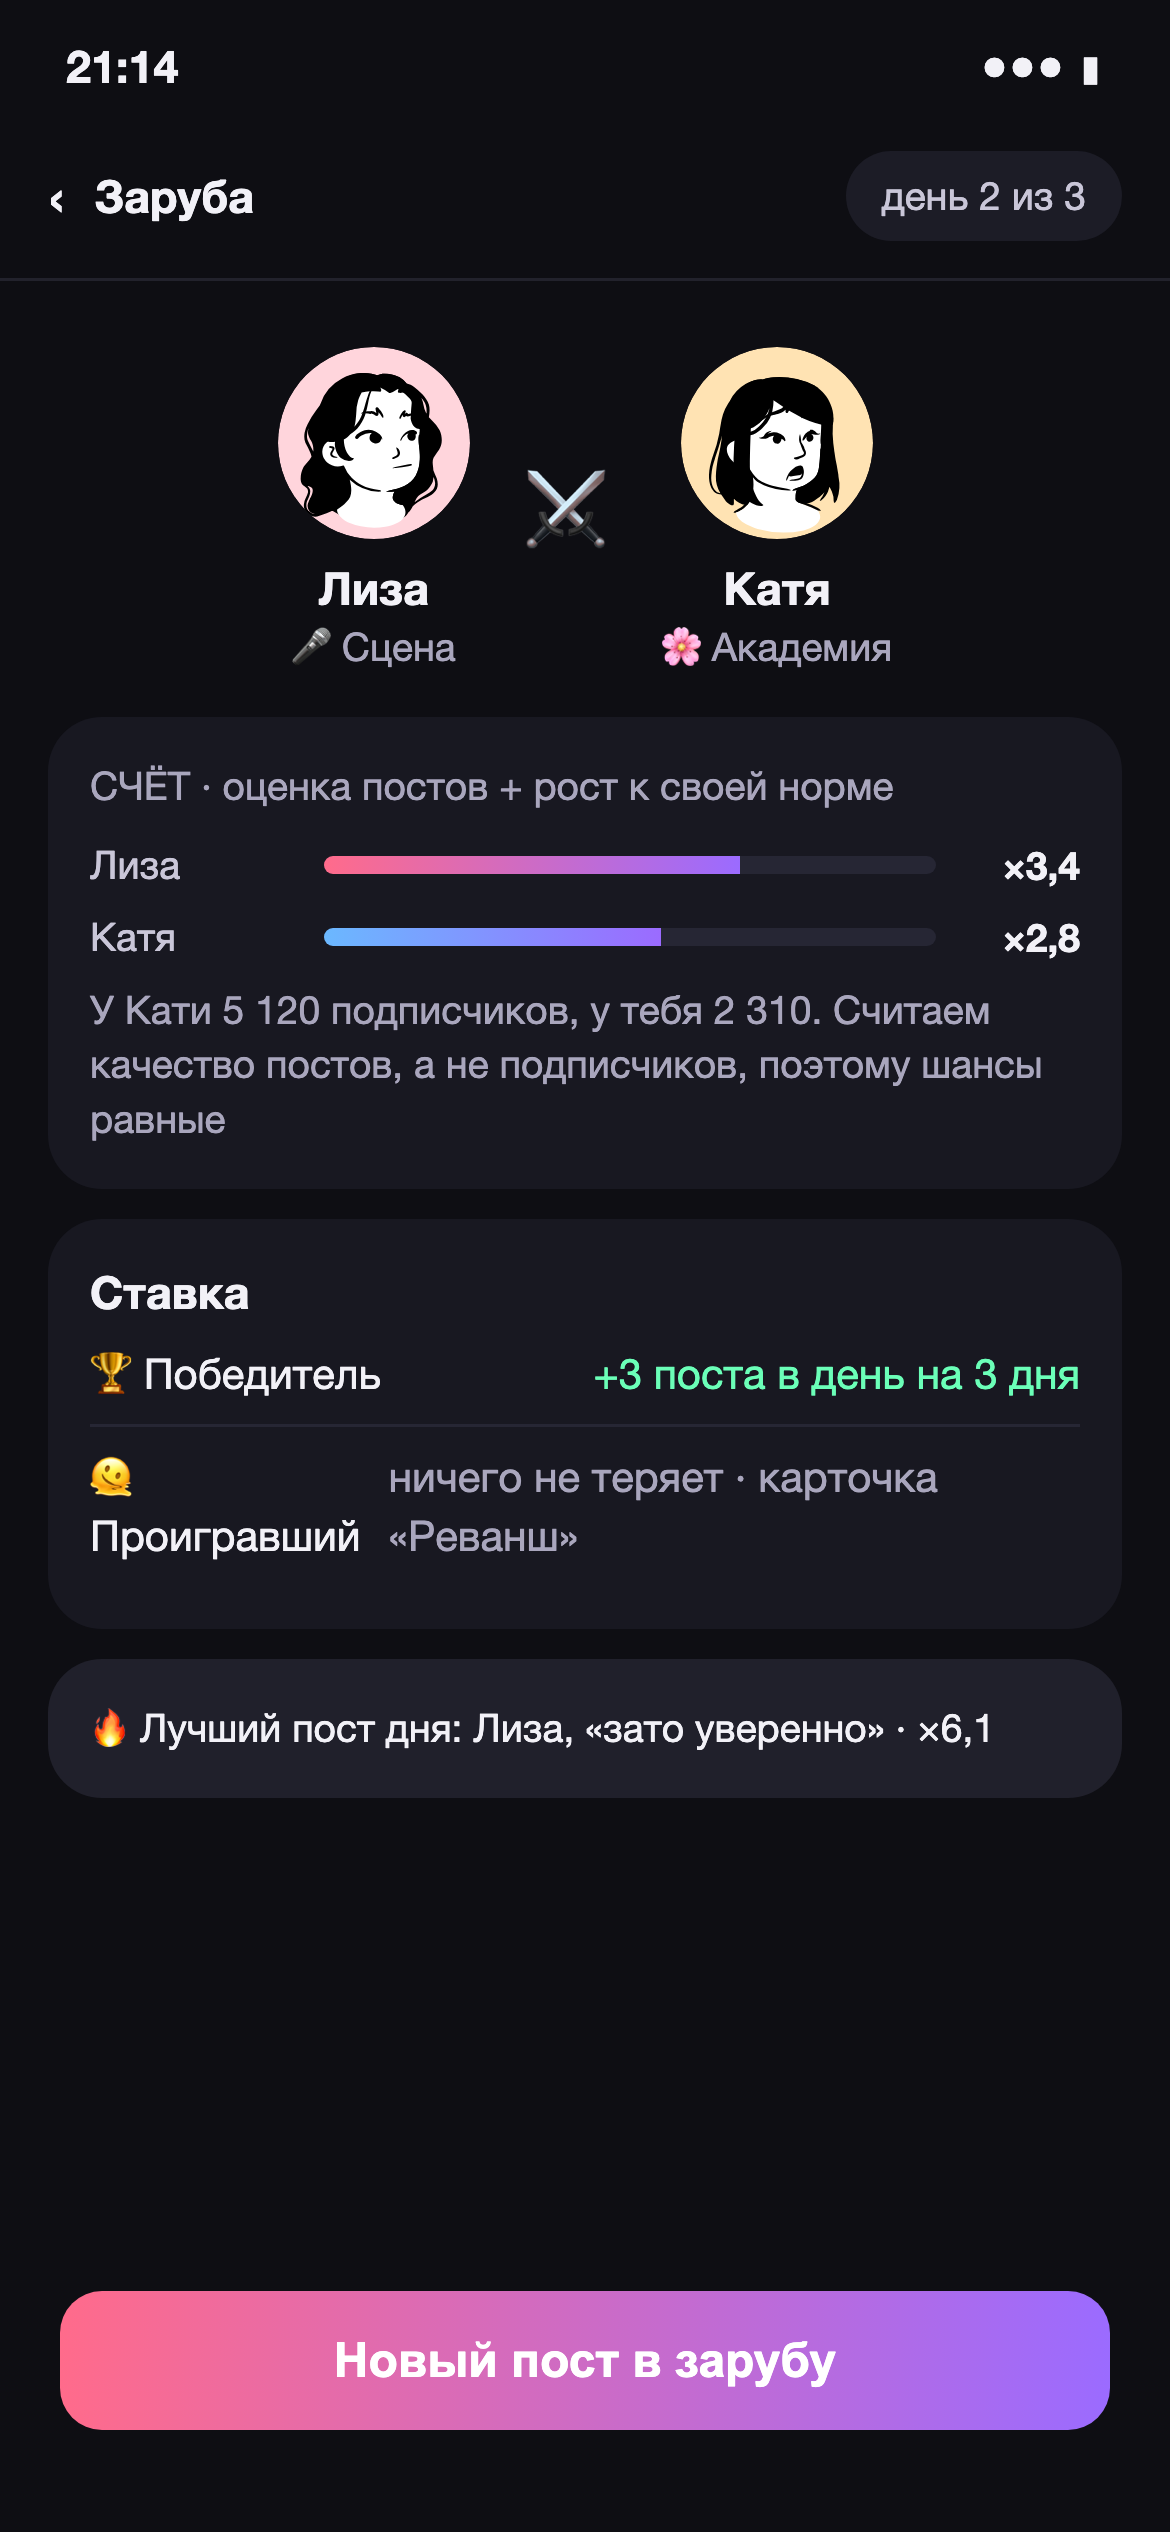 21:14
‹ Заруба
день 2 из 3
Лиза
🎤 Сцена
⚔️
Катя
🌸 Академия
СЧЁТ · оценка постов + рост к своей норме
Лиза ×3,4
Катя ×2,8
У Кати 5 120 подписчиков, у тебя 2 310. Считаем
качество постов, а не подписчиков, поэтому шансы
равные
Ставка
🏆 Победитель +3 поста в день на 3 дня
🫠 Проигравший
ничего не теряет · карточка
«Реванш»
🔥 Лучший пост дня: Лиза, «зато уверенно» · ×6,1
Новый пост в зарубу